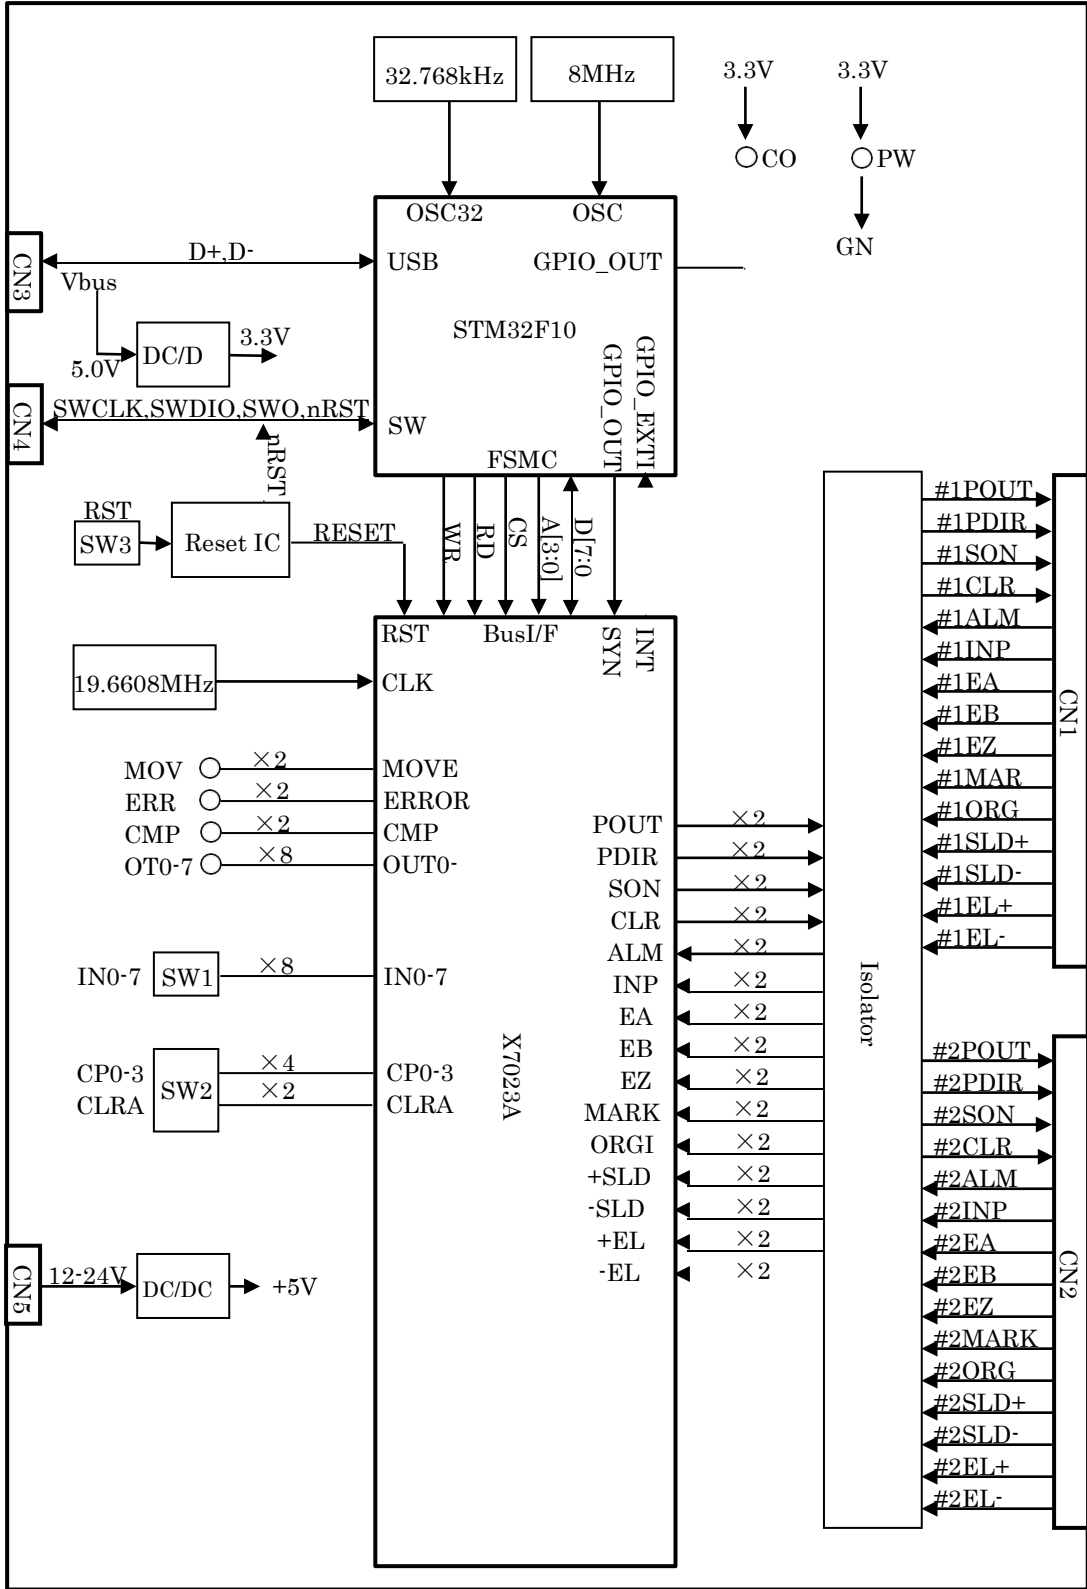 32.768kHz
8MHz
3.3V
3.3V
CO
PW
GN
OSC32
OSC
CN3
D+,D-
USB
GPIO_OUT
Vbus
STM32F10
5.0V
DC/D
3.3V
GPIO_OUT
GPIO_EXTI
CN4
SWCLK,SWDIO,SWO,nRST
SW
nRST
FSMC
RST
SW3
Reset IC
RESET
WR
RD
CS
A[3:0]
D[7:0
RST
BusI/F
SYN
INT
19.6608MHz
CLK
MOV
×2
MOVE
ERR
×2
ERROR
CMP
×2
CMP
OT0-7
×8
OUT0-
IN0-7
SW1
×8
IN0-7
CP0-3
SW2
×4
CP0-3
CLRA
×2
CLRA
X7023A
CN5
12-24V
DC/DC
+5V
POUT
×2
PDIR
×2
SON
×2
CLR
×2
ALM
×2
INP
×2
EA
×2
EB
×2
EZ
×2
MARK
×2
ORGI
×2
+SLD
×2
-SLD
×2
+EL
×2
-EL
×2
Isolator
#1POUT
#1PDIR
#1SON
#1CLR
#1ALM
#1INP
#1EA
#1EB
#1EZ
#1MAR
#1ORG
#1SLD+
#1SLD-
#1EL+
#1EL-
CN1
#2POUT
#2PDIR
#2SON
#2CLR
#2ALM
#2INP
#2EA
#2EB
#2EZ
#2MARK
#2ORG
#2SLD+
#2SLD-
#2EL+
#2EL-
CN2